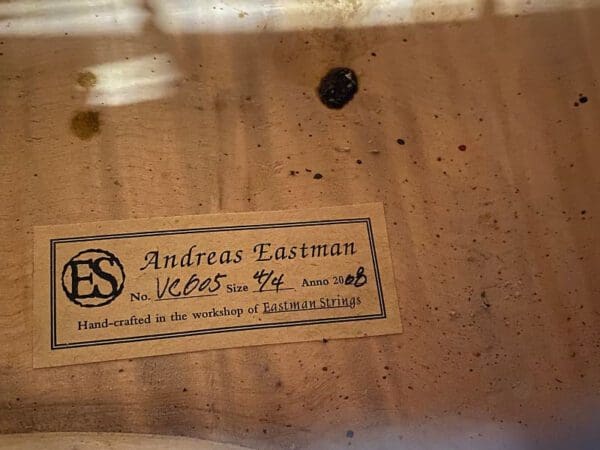 ES
Andreas Eastman
No. VC605 Size 4/4 Anno 2008
Hand-crafted in the workshop of Eastman Strings